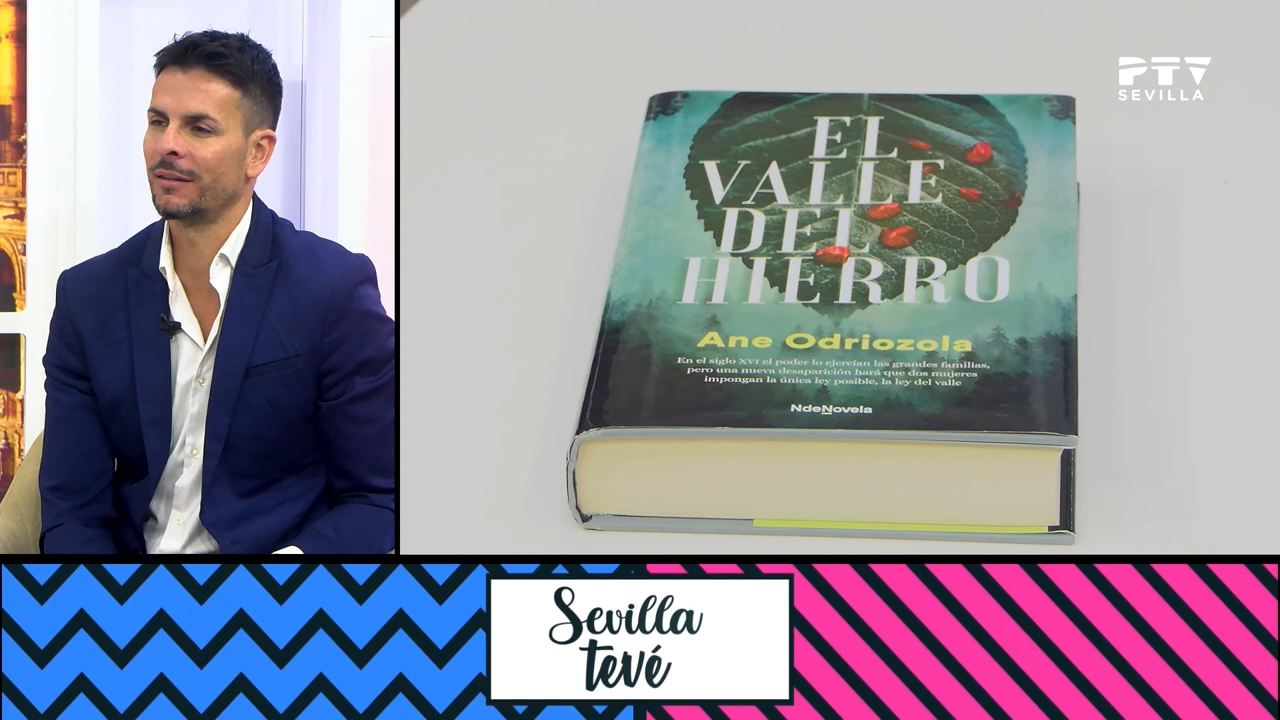 PTV
SEVILLA
EL
VALLE
DEL
HIERRO
Ane Odriozola
En el siglo XVI el poder lo ejercían las grandes familias,
pero una nueva desaparición hará que dos mujeres
impongan la única ley posible, la ley del valle
NdeNovela
Sevilla
tevé